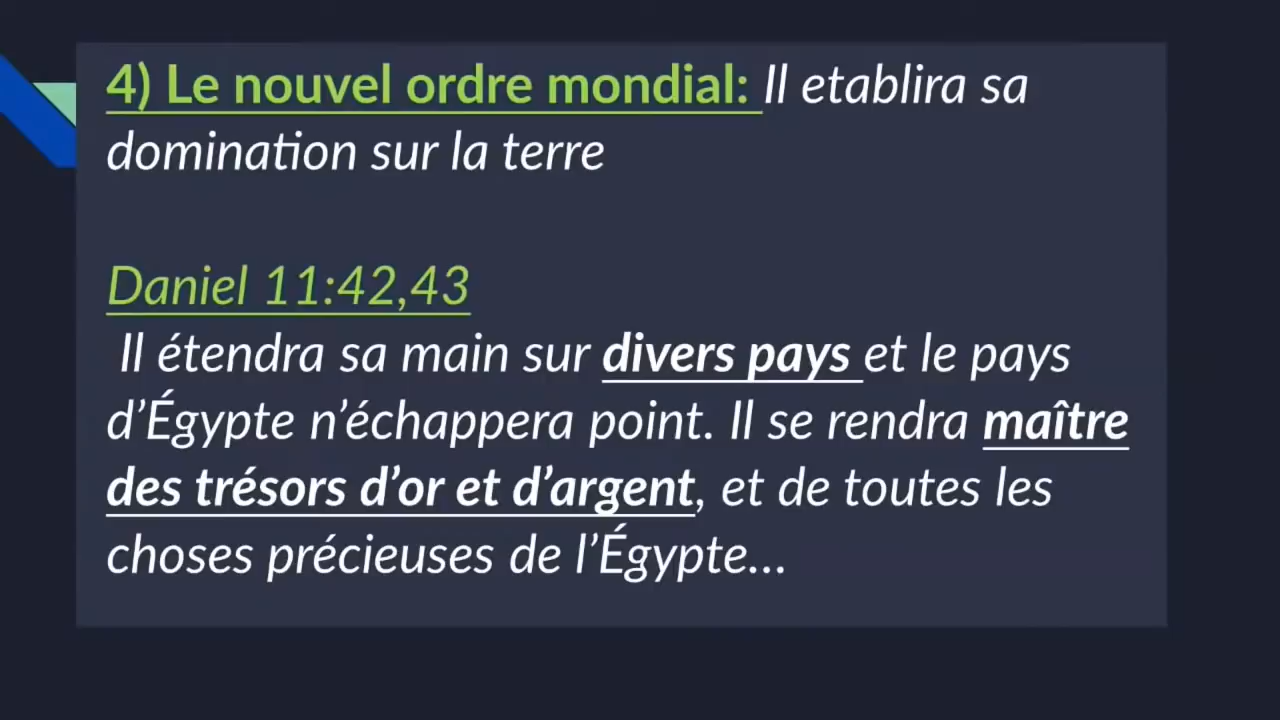 4) Le nouvel ordre mondial: Il etablira sa
domination sur la terre
Daniel 11:42,43
Il étendra sa main sur divers pays et le pays
d’Égypte n’échappera point. Il se rendra maître
des trésors d’or et d’argent, et de toutes les
choses précieuses de l’Égypte...